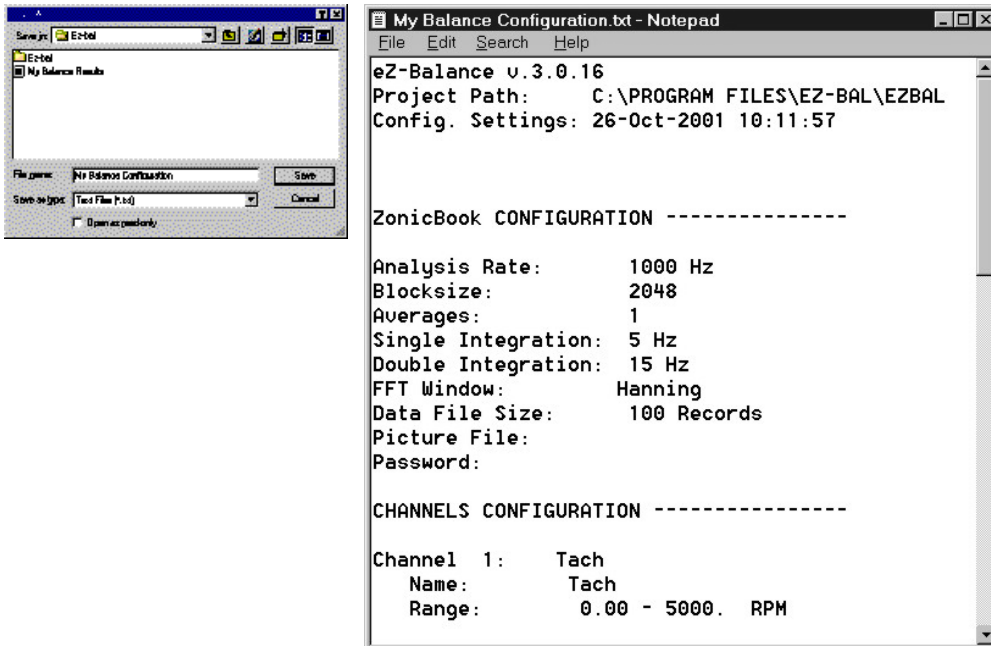 Save in: Ez-bal
Ez-bal
My Balance Results
File name: My Balance Configuration Save
Save as type: Text Files (*.txt) Cancel
Open as read-only
My Balance Configuration.txt - Notepad
File Edit Search Help
eZ-Balance v.3.0.16
Project Path: C:\PROGRAM FILES\EZ-BAL\EZBAL
Config. Settings: 26-Oct-2001 10:11:57
ZonicBook CONFIGURATION ---------------
Analysis Rate: 1000 Hz
Blocksize: 2048
Averages: 1
Single Integration: 5 Hz
Double Integration: 15 Hz
FFT Window: Hanning
Data File Size: 100 Records
Picture File:
Password:
CHANNELS CONFIGURATION ----------------
Channel 1: Tach
Name: Tach
Range: 0.00 - 5000. RPM